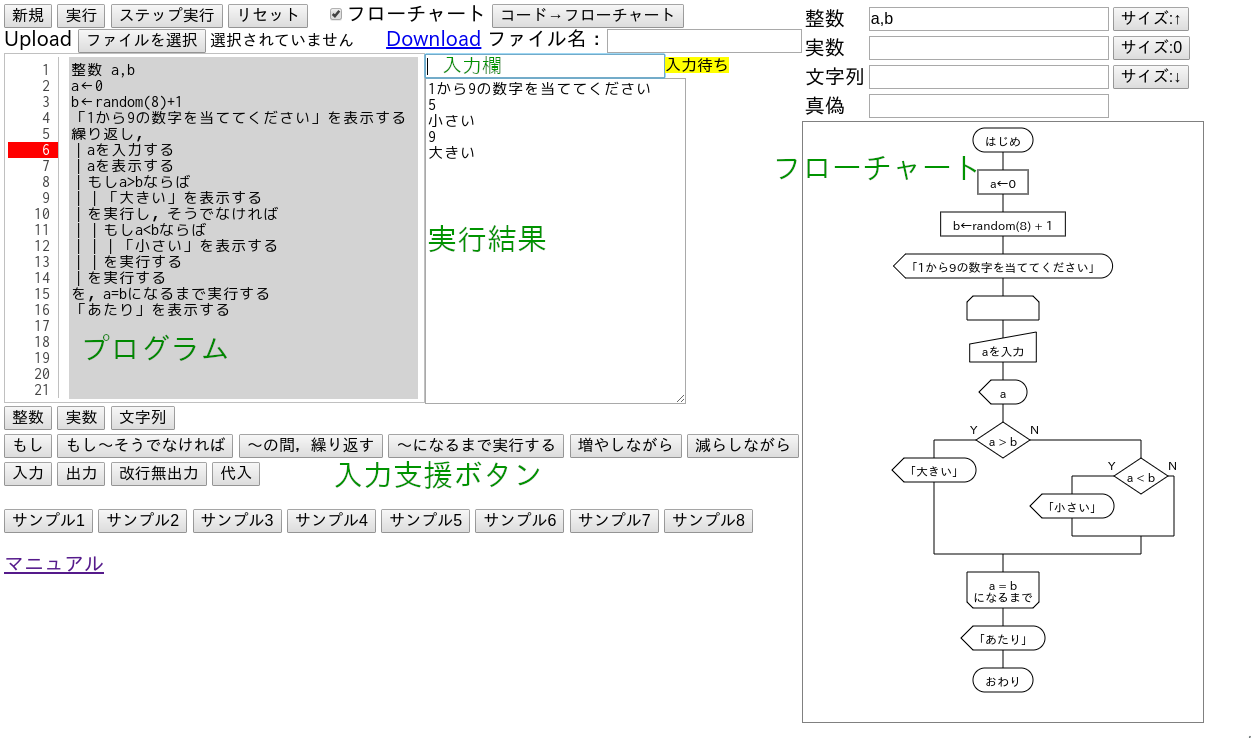 新規 実行 ステップ実行 リセット フローチャート コード→フローチャート
Upload ファイルを選択 選択されていません Download ファイル名：
整数 a,b サイズ:↑
実数 サイズ:0
文字列 サイズ:↓
真偽
1 整数 a,b
2 a←0
3 b←random(8)+1
4 「1から9の数字を当ててください」を表示する
5 繰り返し,
6 |aを入力する
7 |aを表示する
8 |もしa>bならば
9 ||「大きい」を表示する
10 |を実行し, そうでなければ
11 ||もしa<bならば
12 |||「小さい」を表示する
13 ||を実行する
14 |を実行する
15 を, a=bになるまで実行する
16 「あたり」を表示する
17
18
19
20
21
プログラム
入力欄 入力待ち
1から9の数字を当ててください
5
小さい
9
大きい
実行結果
フローチャート
はじめ
a←0
b←random(8) + 1
「1から9の数字を当ててください」
aを入力
a
Y a > b N
「大きい」
Y a < b N
「小さい」
a = b
になるまで
「あたり」
おわり
整数 実数 文字列
もし もし～そうでなければ ～の間，繰り返す ～になるまで実行する 増やしながら 減らしながら
入力 出力 改行無出力 代入
入力支援ボタン
サンプル1 サンプル2 サンプル3 サンプル4 サンプル5 サンプル6 サンプル7 サンプル8
マニュアル